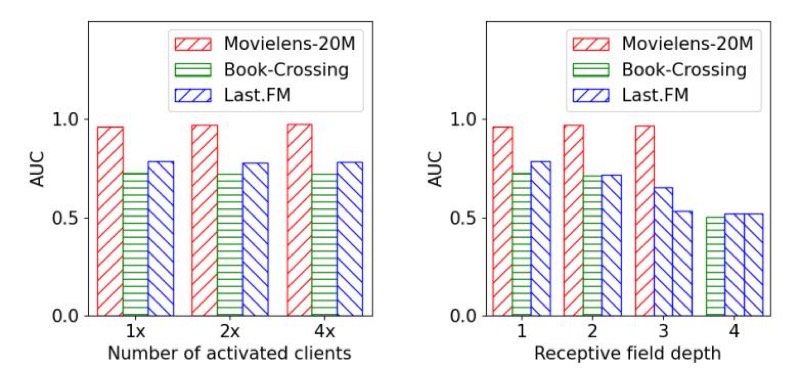 Movielens-20M
Book-Crossing
Last.FM
1.0
0.5
0.0
AUC
1x 2x 4x
Number of activated clients
Movielens-20M
Book-Crossing
Last.FM
1.0
0.5
0.0
AUC
1 2 3 4
Receptive field depth